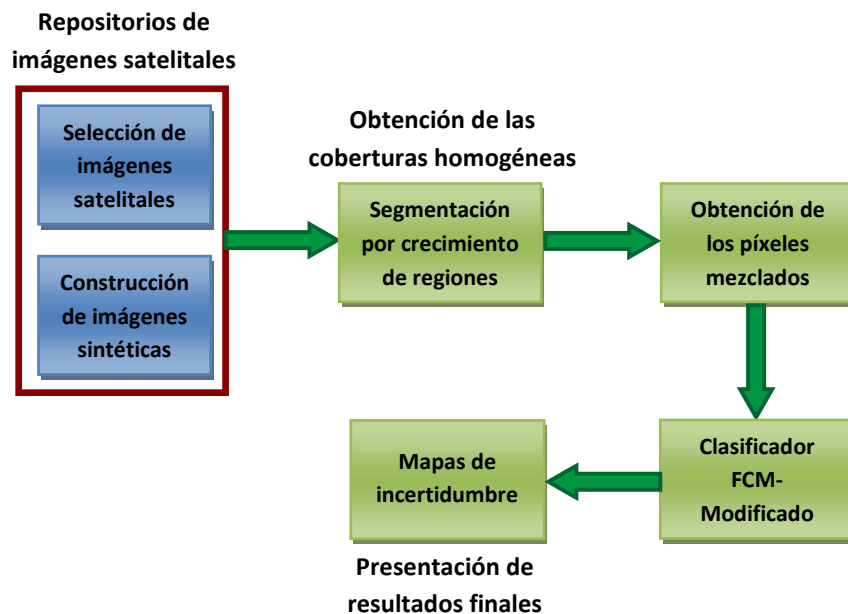 Repositorios de
imágenes satelitales
Selección de
imágenes
satelitales
Construcción
de imágenes
sintéticas
Obtención de las
coberturas homogéneas
Segmentación
por crecimiento
de regiones
Obtención de
los píxeles
mezclados
Clasificador
FCM-
Modificado
Mapas de
incertidumbre
Presentación de
resultados finales